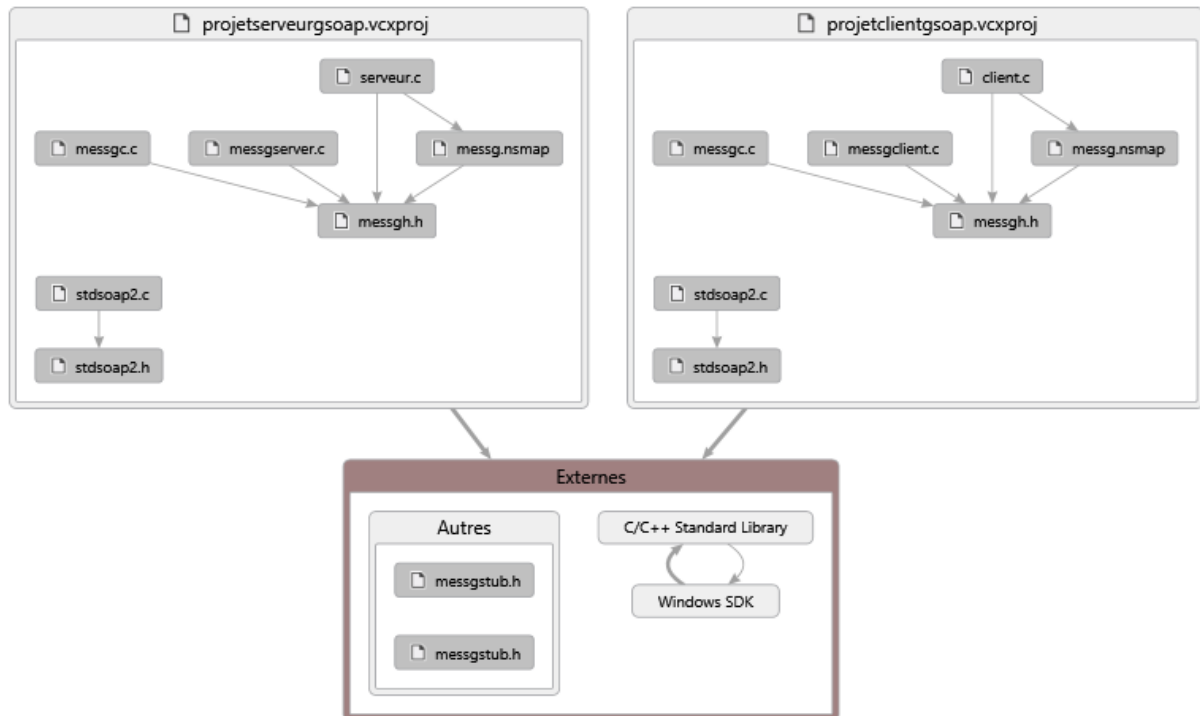 projetserveurgsoap.vcxproj
serveur.c
messgc.c
messgserver.c
messg.nsmap
messgh.h
stdsoap2.c
stdsoap2.h
projetclientgsoap.vcxproj
client.c
messgc.c
messgclient.c
messg.nsmap
messgh.h
stdsoap2.c
stdsoap2.h
Externes
Autres
messgstub.h
messgstub.h
C/C++ Standard Library
Windows SDK